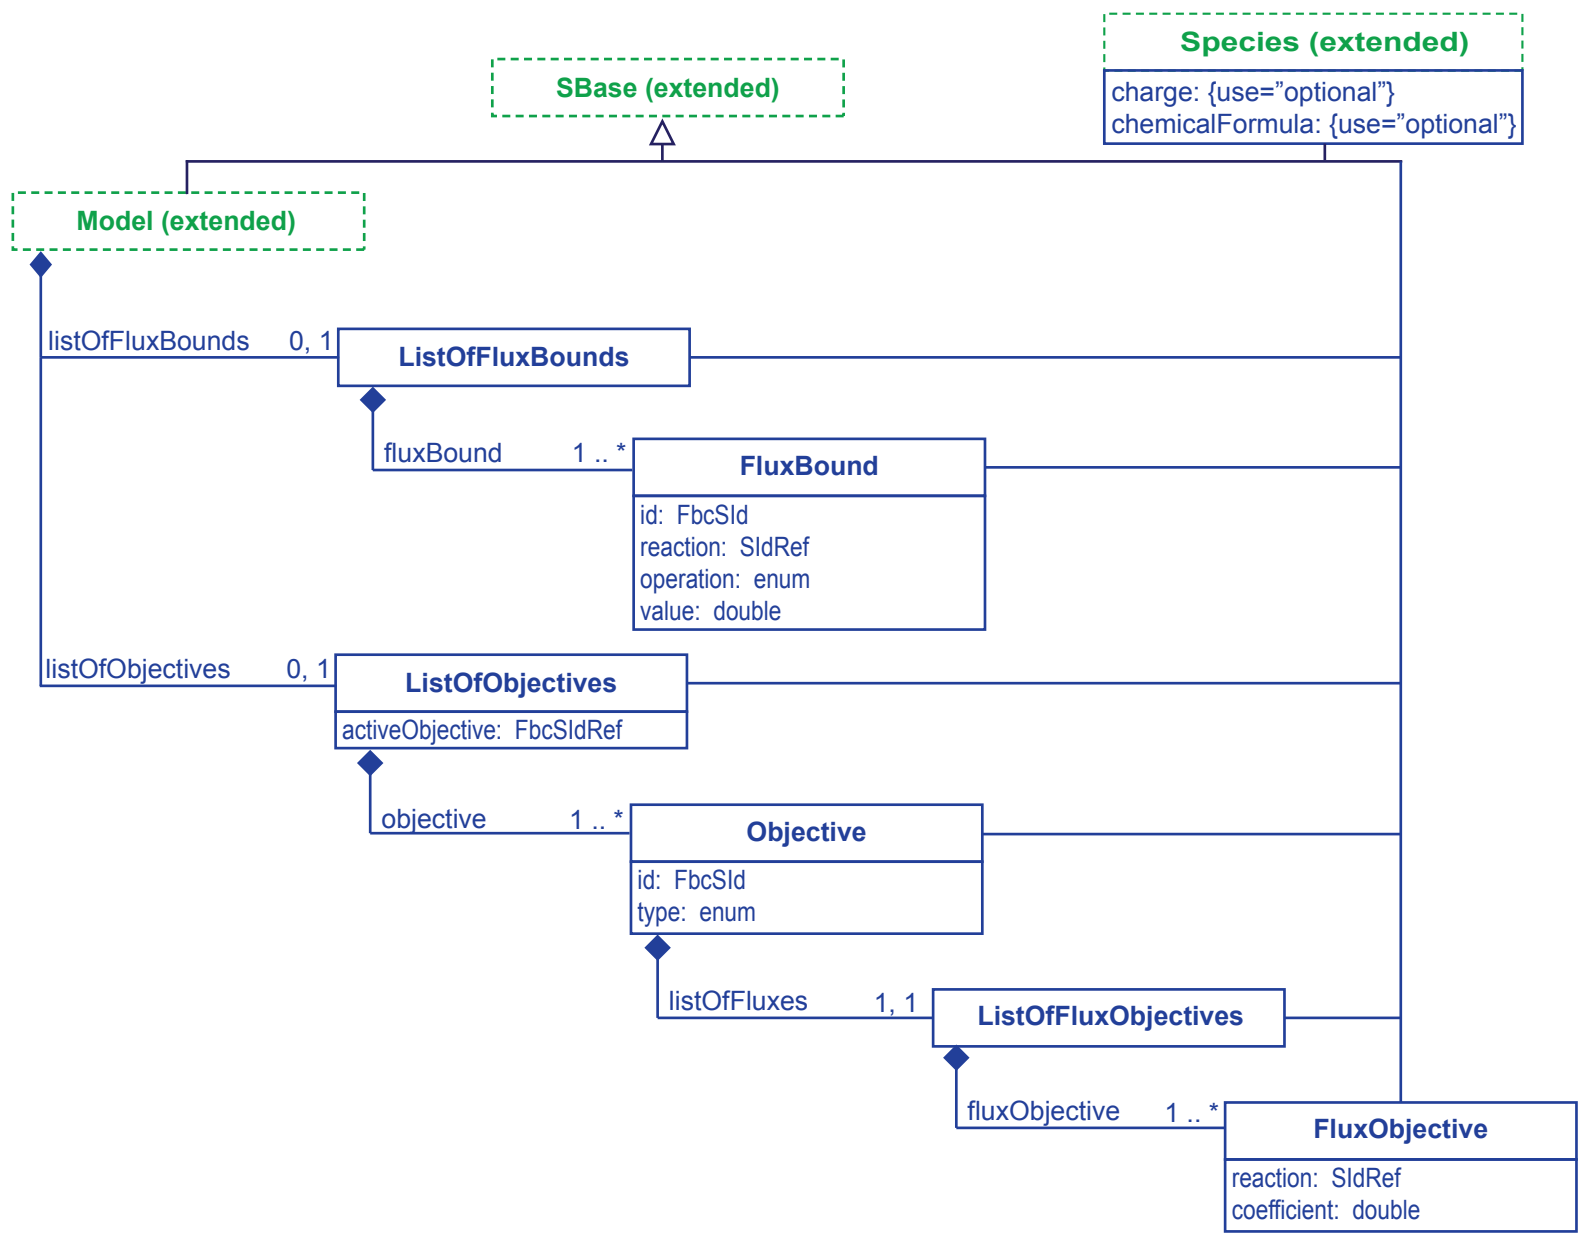 Species (extended)
charge: {use=”optional”}
chemicalFormula: {use=”optional”}
SBase (extended)
Model (extended)
listOfFluxBounds 0, 1
ListOfFluxBounds
fluxBound 1 .. *
FluxBound
id: FbcSId
reaction: SIdRef
operation: enum
value: double
listOfObjectives 0, 1
ListOfObjectives
activeObjective: FbcSIdRef
objective 1 .. *
Objective
id: FbcSId
type: enum
listOfFluxes 1, 1
ListOfFluxObjectives
fluxObjective 1 .. *
FluxObjective
reaction: SIdRef
coefficient: double